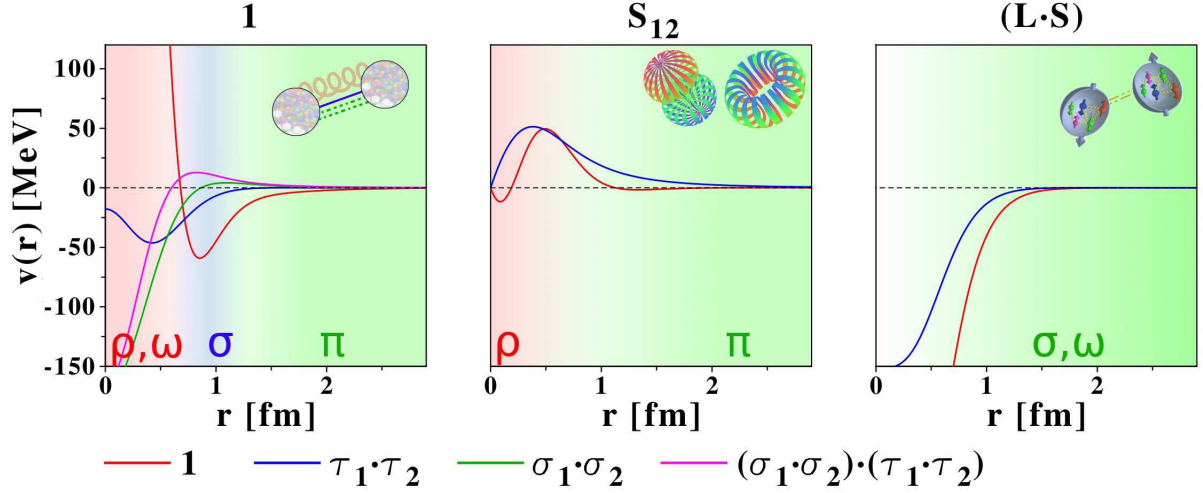 1
S₁₂
(L·S)
v(r) [MeV]
100
50
0
-50
-100
-150
ρ,ω
σ
π
0
1
2
r [fm]
ρ
π
0
1
2
r [fm]
σ,ω
0
1
2
r [fm]
1
τ₁·τ₂
σ₁·σ₂
(σ₁·σ₂)·(τ₁·τ₂)